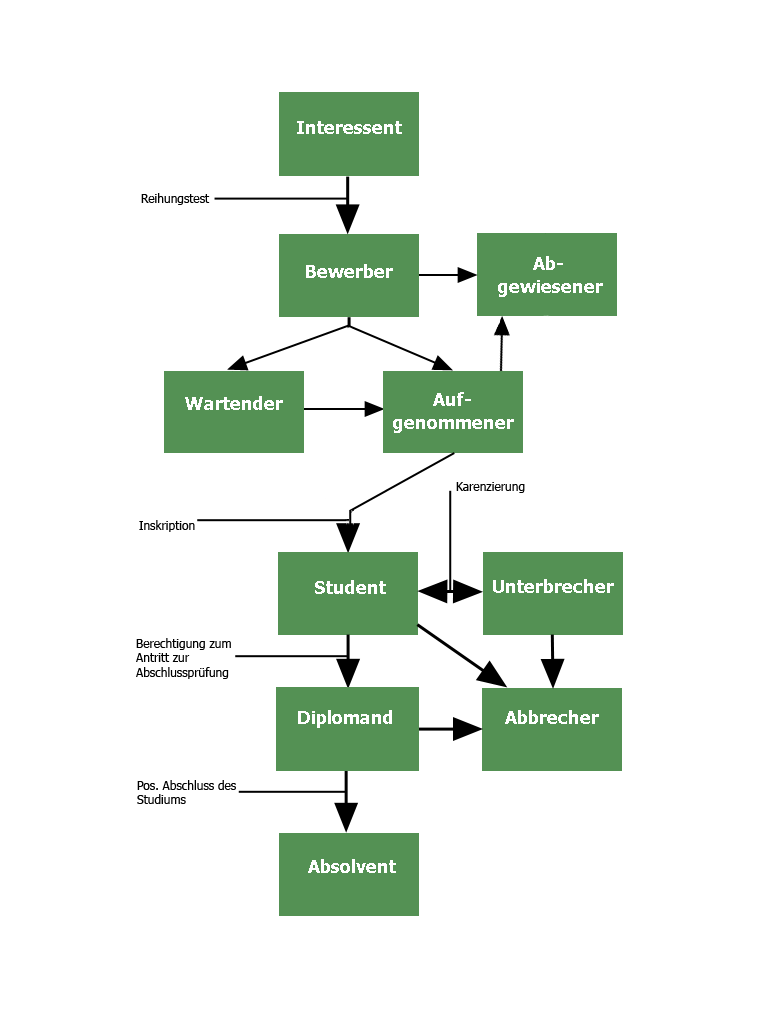 Interessent
Reihungstest
Bewerber
Ab-
gewiesener
Wartender
Auf-
genommener
Karenzierung
Inskription
Student
Unterbrecher
Berechtigung zum
Antritt zur
Abschlussprüfung
Diplomand
Abbrecher
Pos. Abschluss des
Studiums
Absolvent